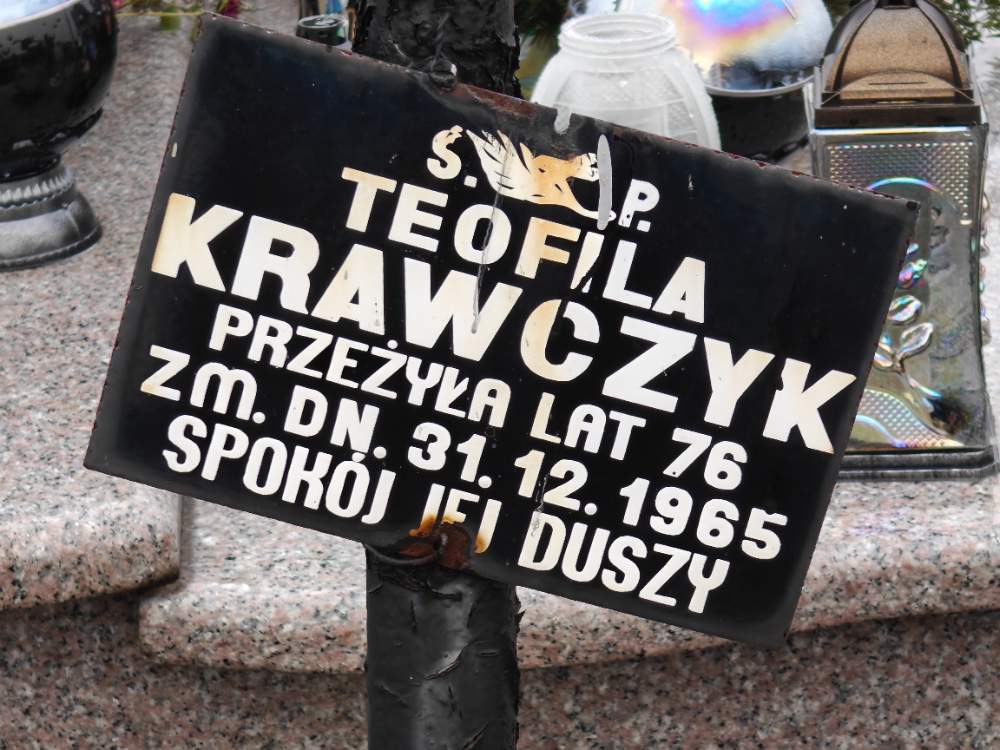 Ś. P.
TEOFILA
KRAWCZYK
PRZEŻYŁA LAT 76
ZM. DN. 31. 12. 1965
SPOKÓJ JEJ DUSZY